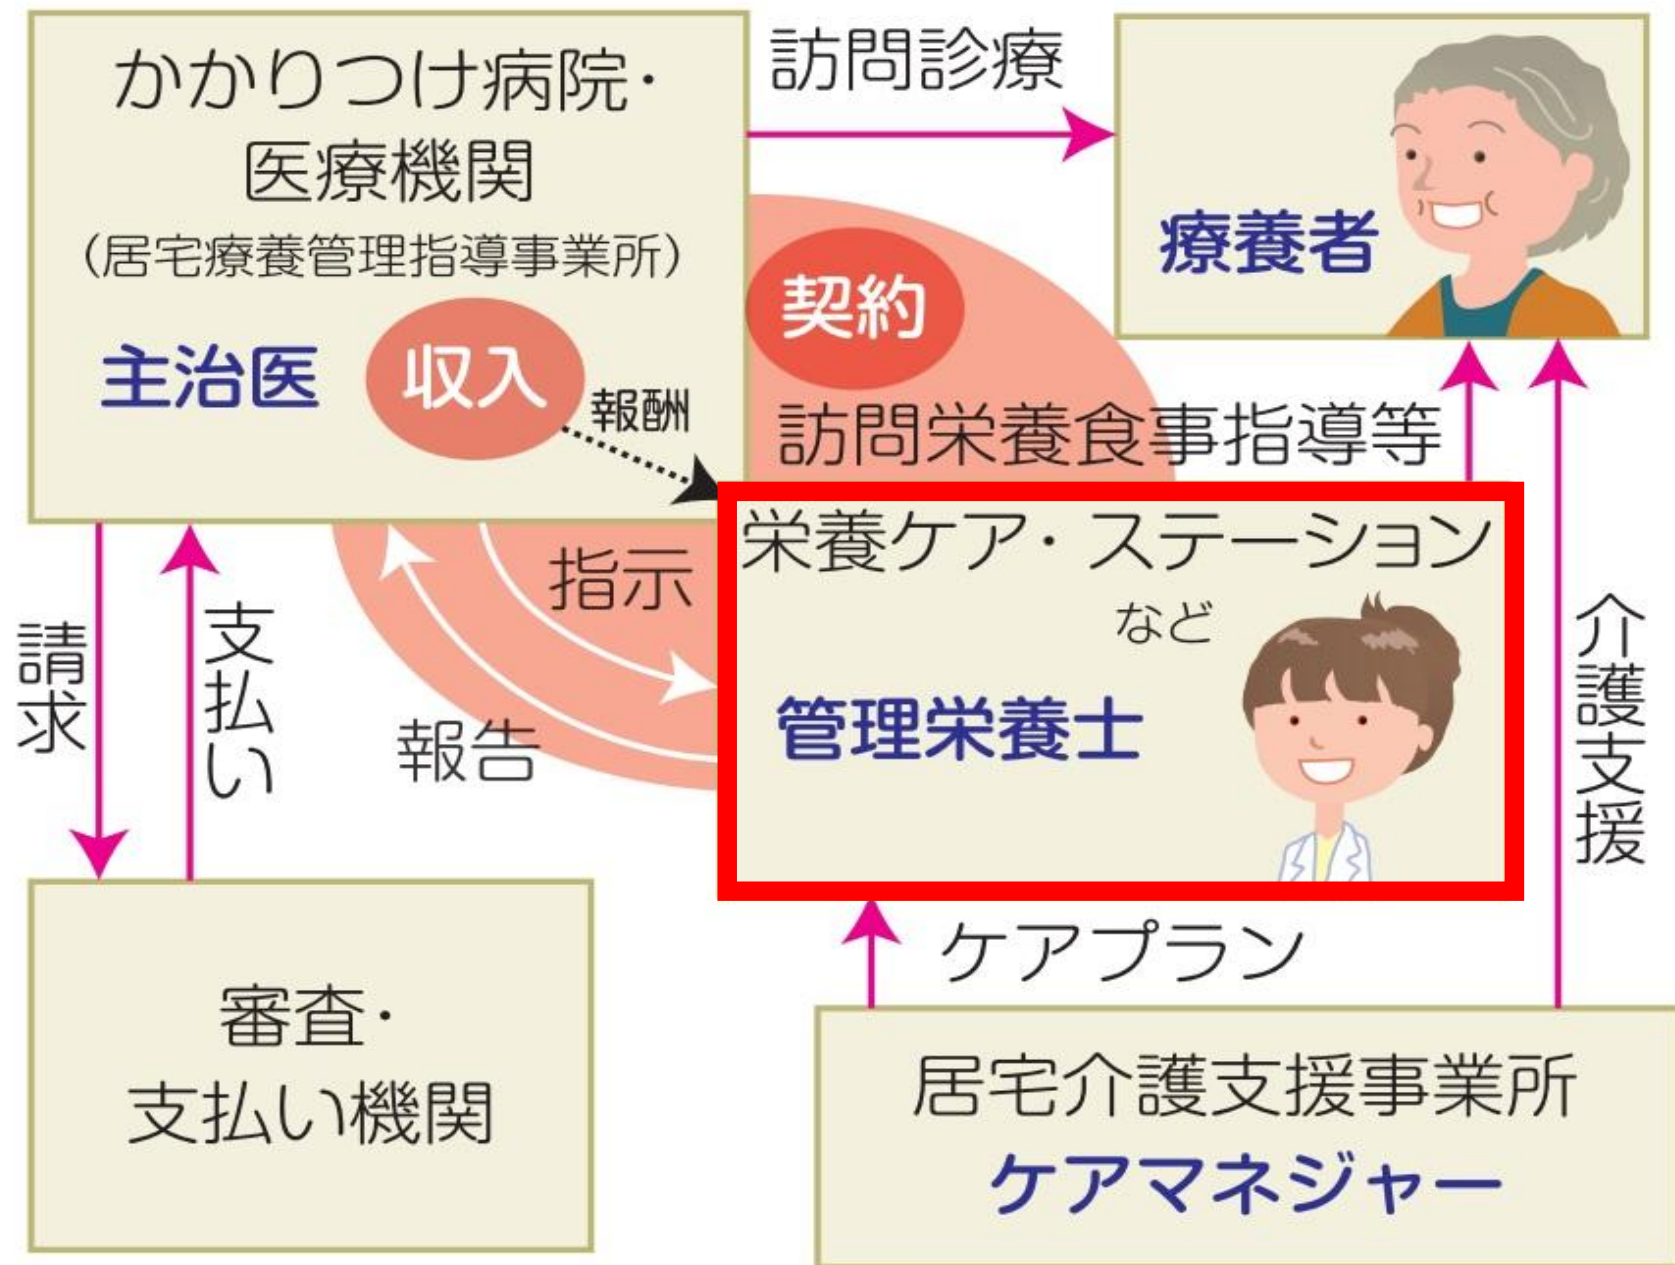 かかりつけ病院・
医療機関
(居宅療養管理指導事業所)
主治医
収入
報酬
訪問診療
療養者
契約
訪問栄養食事指導等
指示
報告
栄養ケア・ステーション
など
管理栄養士
請求
支払い
介護支援
ケアプラン
審査・
支払い機関
居宅介護支援事業所
ケアマネジャー